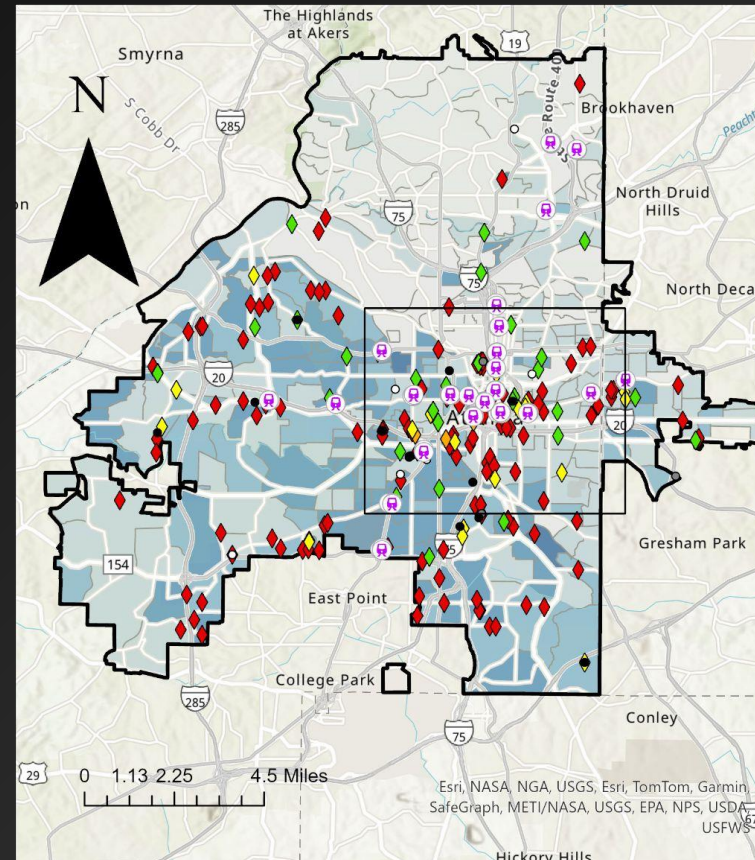 The Highlands
at Akers
19
Smyrna
N
S Cobb Dr
285
Brookhaven
75
North Druid
Hills
75
North Deca
20
20
154
Gresham Park
East Point
College Park
285
75
Conley
29
0 1.13 2.25 4.5 Miles
Esri, NASA, NGA, USGS, Esri, TomTom, Garmin,
SafeGraph, METI/NASA, USGS, EPA, NPS, USDA,
USFWS
Hickory Hills